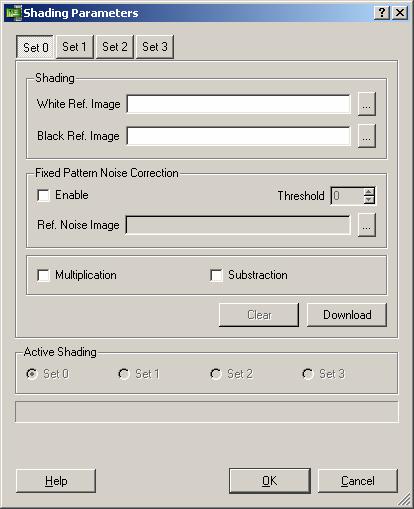 Shading Parameters
Set 0 Set 1 Set 2 Set 3
Shading
White Ref. Image ...
Black Ref. Image ...
Fixed Pattern Noise Correction
Enable Threshold 0
Ref. Noise Image ...
Multiplication Substraction
Clear Download
Active Shading
Set 0 Set 1 Set 2 Set 3
Help OK Cancel